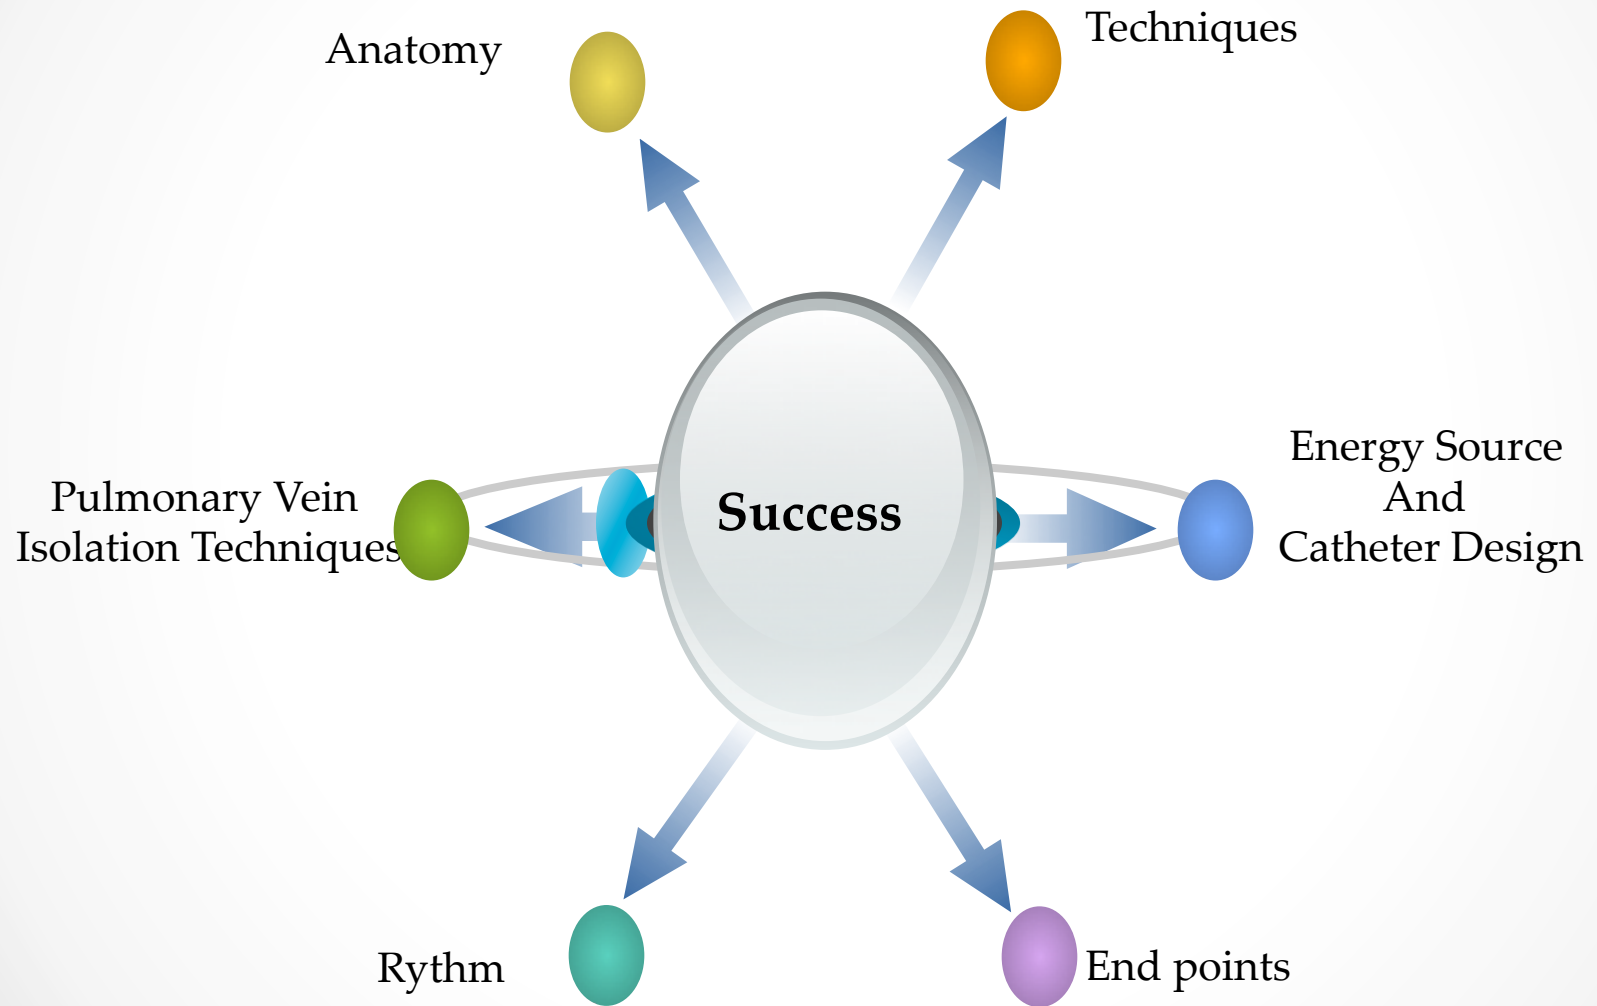 Techniques
Anatomy
Energy Source
And
Catheter Design
Pulmonary Vein
Isolation Techniques
Success
Rythm
End points